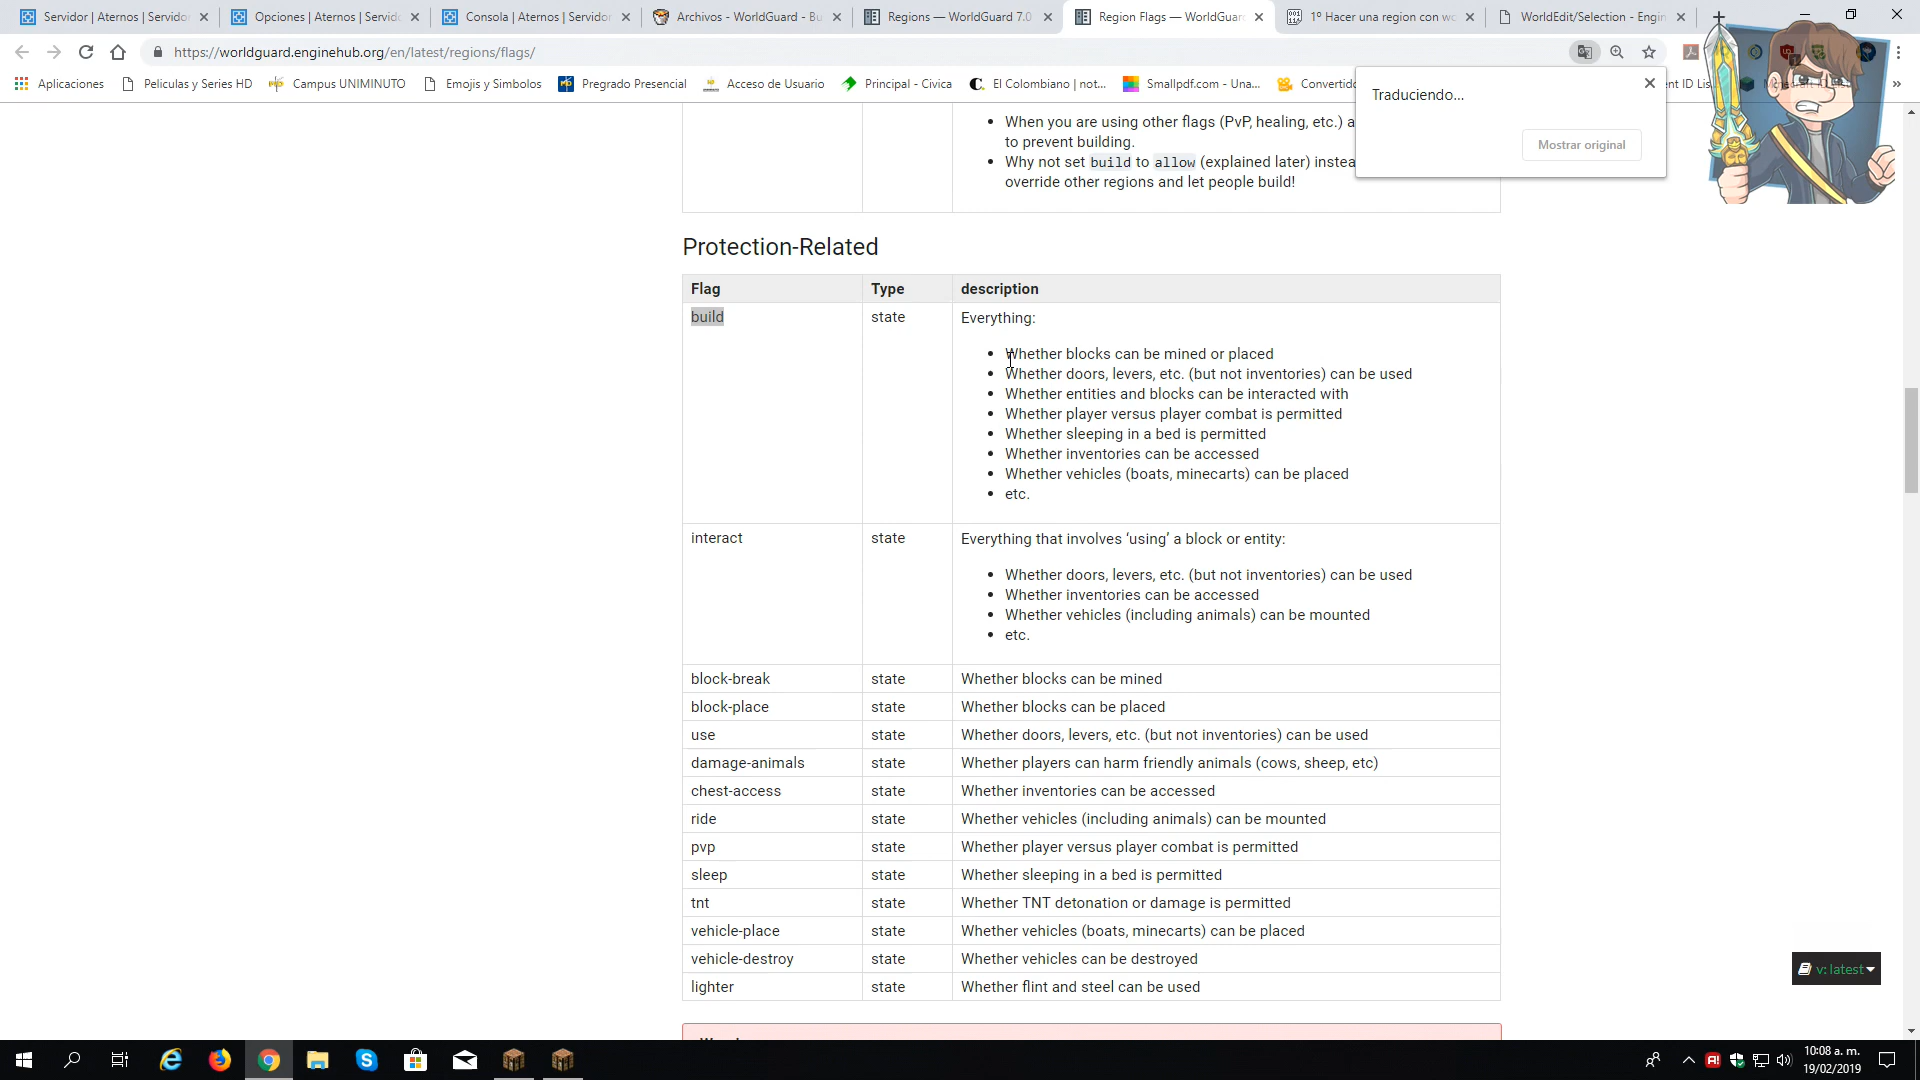 Servidor | Aternos | Servidor
Opciones | Aternos | Servido
Consola | Aternos | Servidor
Archivos - WorldGuard - Bu
Regions — WorldGuard 7.0
Region Flags — WorldGuar
1º Hacer una region con wo
WorldEdit/Selection - Engin
https://worldguard.enginehub.org/en/latest/regions/flags/
Aplicaciones
Peliculas y Series HD
Campus UNIMINUTO
Emojis y Simbolos
Pregrado Presencial
Acceso de Usuario
Principal - Civica
El Colombiano | not...
Smallpdf.com - Una...
Traduciendo...
Mostrar original
When you are using other flags (PvP, healing, etc.) a
to prevent building.
Why not set build to allow (explained later) instea
override other regions and let people build!
Protection-Related
Flag Type description
build state Everything:
Whether blocks can be mined or placed
Whether doors, levers, etc. (but not inventories) can be used
Whether entities and blocks can be interacted with
Whether player versus player combat is permitted
Whether sleeping in a bed is permitted
Whether inventories can be accessed
Whether vehicles (boats, minecarts) can be placed
etc.
interact state Everything that involves ‘using’ a block or entity:
Whether doors, levers, etc. (but not inventories) can be used
Whether inventories can be accessed
Whether vehicles (including animals) can be mounted
etc.
block-break state Whether blocks can be mined
block-place state Whether blocks can be placed
use state Whether doors, levers, etc. (but not inventories) can be used
damage-animals state Whether players can harm friendly animals (cows, sheep, etc)
chest-access state Whether inventories can be accessed
ride state Whether vehicles (including animals) can be mounted
pvp state Whether player versus player combat is permitted
sleep state Whether sleeping in a bed is permitted
tnt state Whether TNT detonation or damage is permitted
vehicle-place state Whether vehicles (boats, minecarts) can be placed
vehicle-destroy state Whether vehicles can be destroyed
lighter state Whether flint and steel can be used
v: latest
10:08 a. m.
19/02/2019